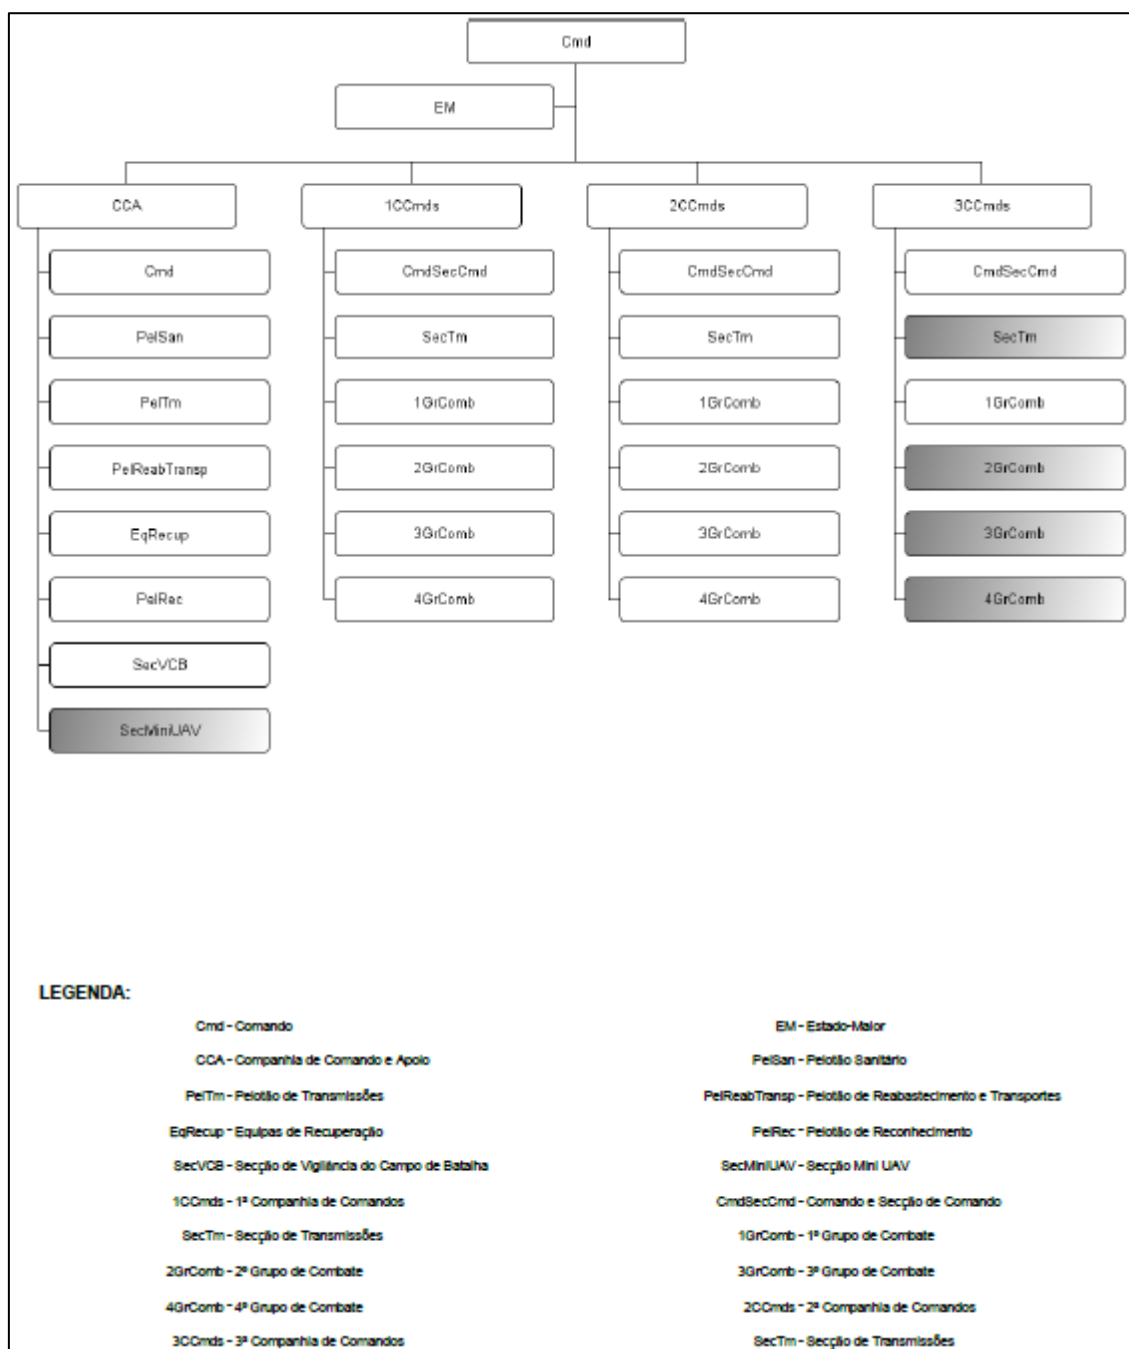 Cmd
EM
CCA
1CCmds
2CCmds
3CCmds
Cmd
CmdSecCmd
CmdSecCmd
CmdSecCmd
PelSan
SecTm
SecTm
SecTm
PelTm
1GrComb
1GrComb
1GrComb
PelReabTransp
2GrComb
2GrComb
2GrComb
EqRecup
3GrComb
3GrComb
3GrComb
PelRec
4GrComb
4GrComb
4GrComb
SecVCB
SecMiniUAV
LEGENDA:
Cmd - Comando
EM - Estado-Maior
CCA - Companhia de Comando e Apoio
PelSan - Pelotão Sanitário
PelTm - Pelotão de Transmissões
PelReabTransp - Pelotão de Reabastecimento e Transportes
EqRecup - Equipas de Recuperação
PelRec - Pelotão de Reconhecimento
SecVCB - Secção de Vigilância do Campo de Batalha
SecMiniUAV - Secção Mini UAV
1CCmds - 1ª Companhia de Comandos
CmdSecCmd - Comando e Secção de Comando
SecTm - Secção de Transmissões
1GrComb - 1º Grupo de Combate
2GrComb - 2º Grupo de Combate
3GrComb - 3º Grupo de Combate
4GrComb - 4º Grupo de Combate
2CCmds - 2ª Companhia de Comandos
3CCmds - 3ª Companhia de Comandos
SecTm - Secção de Transmissões